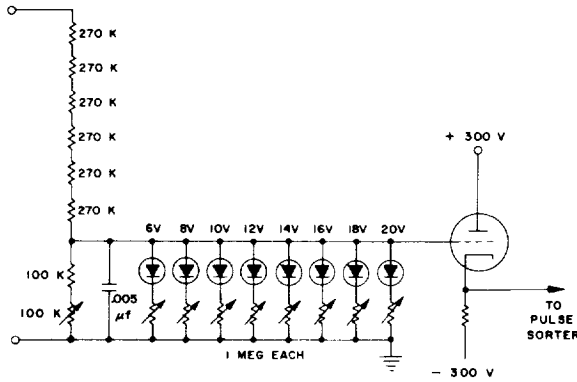 270 K
270 K
270 K
270 K
270 K
270 K
+ 300 V
6V 8V 10V 12V 14V 16V 18V 20V
100 K
.005
μf
100 K
TO
PULSE
SORTER
1 MEG EACH
- 300 V